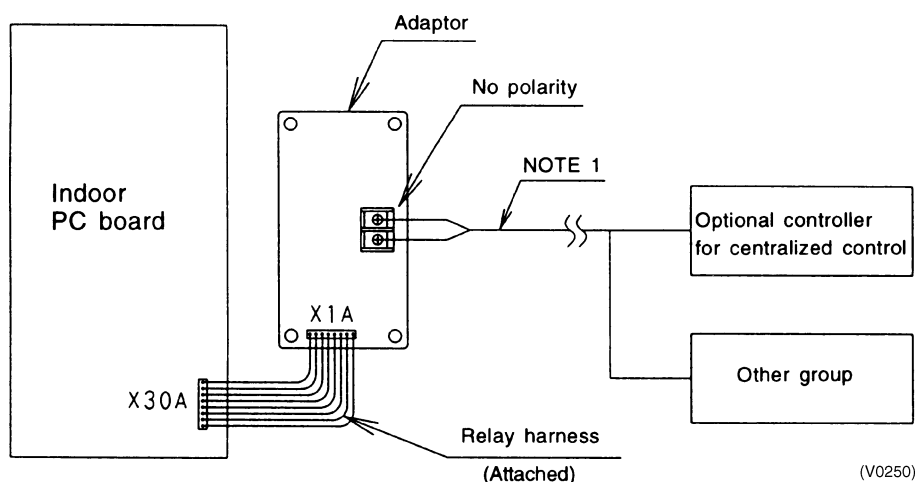 Adaptor
No polarity
NOTE 1
Indoor
PC board
Optional controller
for centralized control
X1A
Other group
X30A
Relay harness
(Attached)
(V0250)